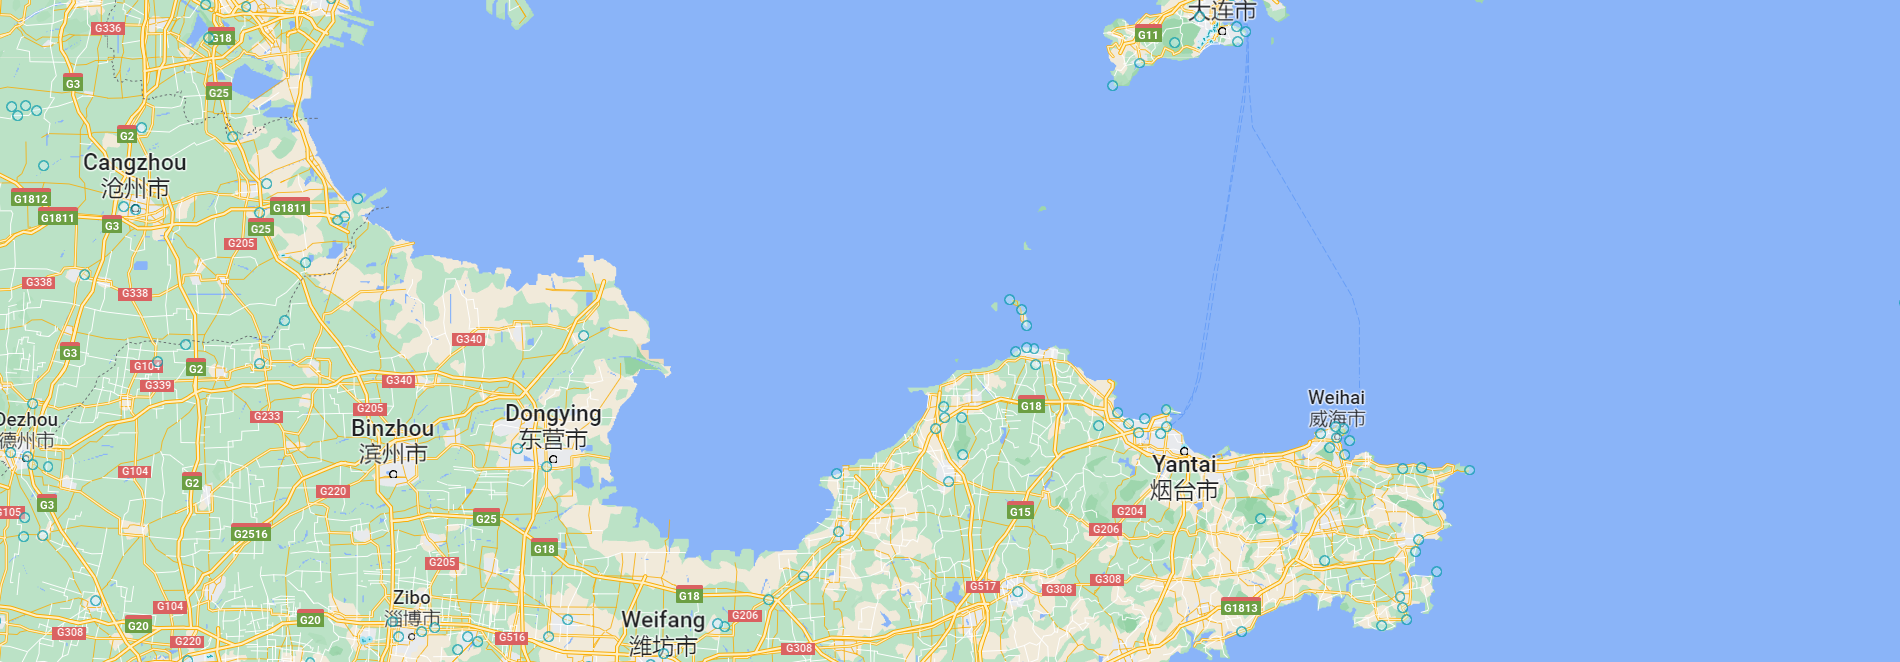 大连市
G336
G18
G11
G3
G25
G2
Cangzhou
沧州市
G1812
G1811
G1811
G3
G25
G205
G338
G338
G340
G3
G104
G2
G339
G340
G18
G205
G233
Weihai
威海市
Dezhou
德州市
Binzhou
滨州市
Dongying
东营市
Yantai
烟台市
G104
G2
G220
G3
G105
G25
G15
G204
G206
G2516
G18
G205
G517
G308
G308
G18
Zibo
淄博市
G104
G20
G20
G206
G1813
Weifang
潍坊市
G308
G220
G516
G308